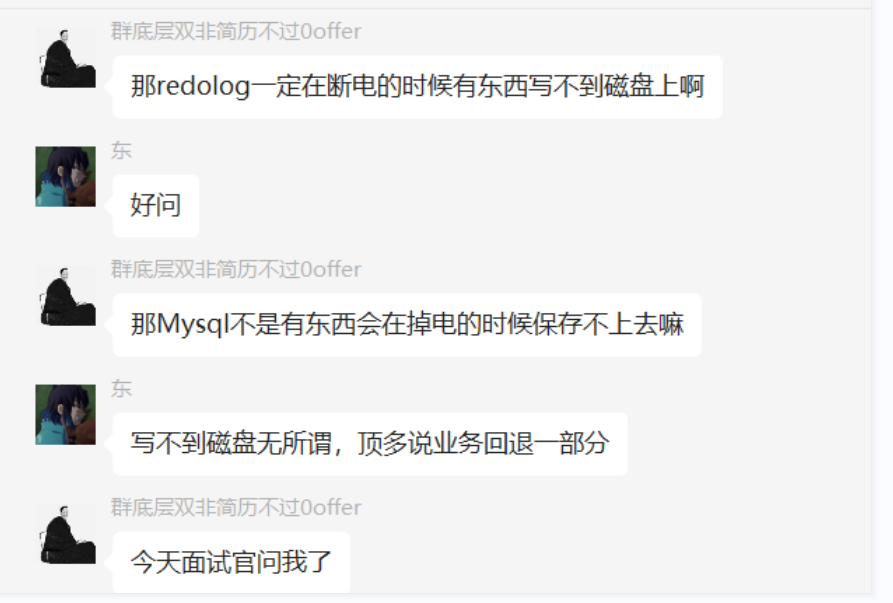 群底层双非简历不过0offer
那redolog一定在断电的时候有东西写不到磁盘上啊
东
好问
群底层双非简历不过0offer
那Mysql不是有东西会在掉电的时候保存不上去嘛
东
写不到磁盘无所谓，顶多说业务回退一部分
群底层双非简历不过0offer
今天面试官问我了